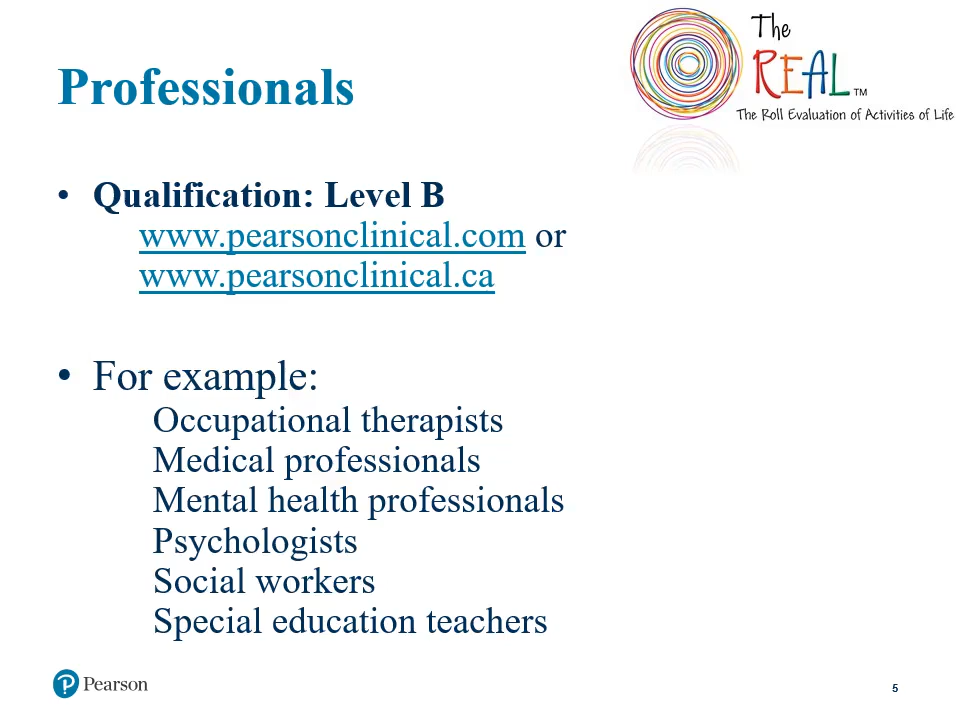 The
REAL™
The Roll Evaluation of Activities of Life
Professionals
• Qualification: Level B
www.pearsonclinical.com or
www.pearsonclinical.ca
• For example:
Occupational therapists
Medical professionals
Mental health professionals
Psychologists
Social workers
Special education teachers
Pearson
5